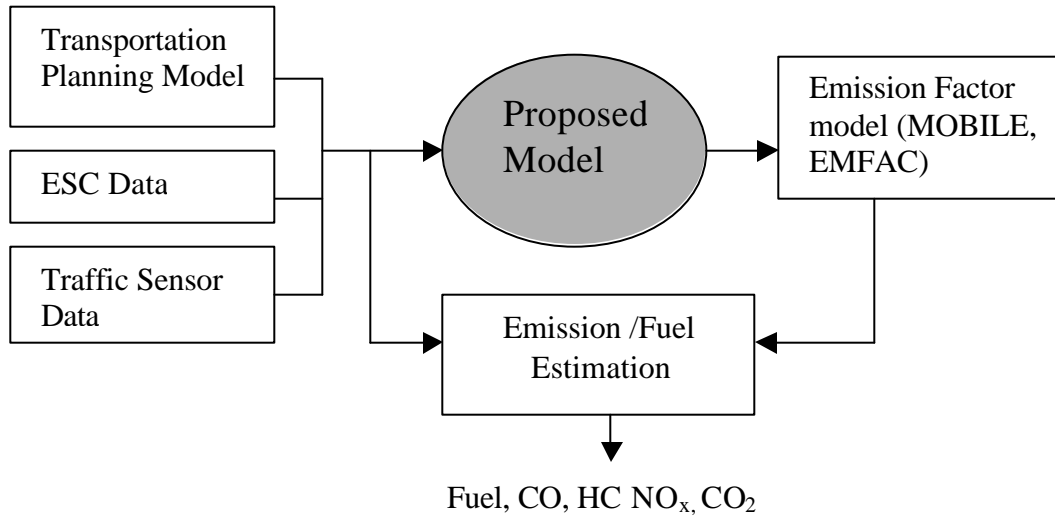 Transportation
Planning Model
ESC Data
Traffic Sensor
Data
Proposed
Model
Emission Factor
model (MOBILE,
EMFAC)
Emission /Fuel
Estimation
Fuel, CO, HC NOₓ, CO₂